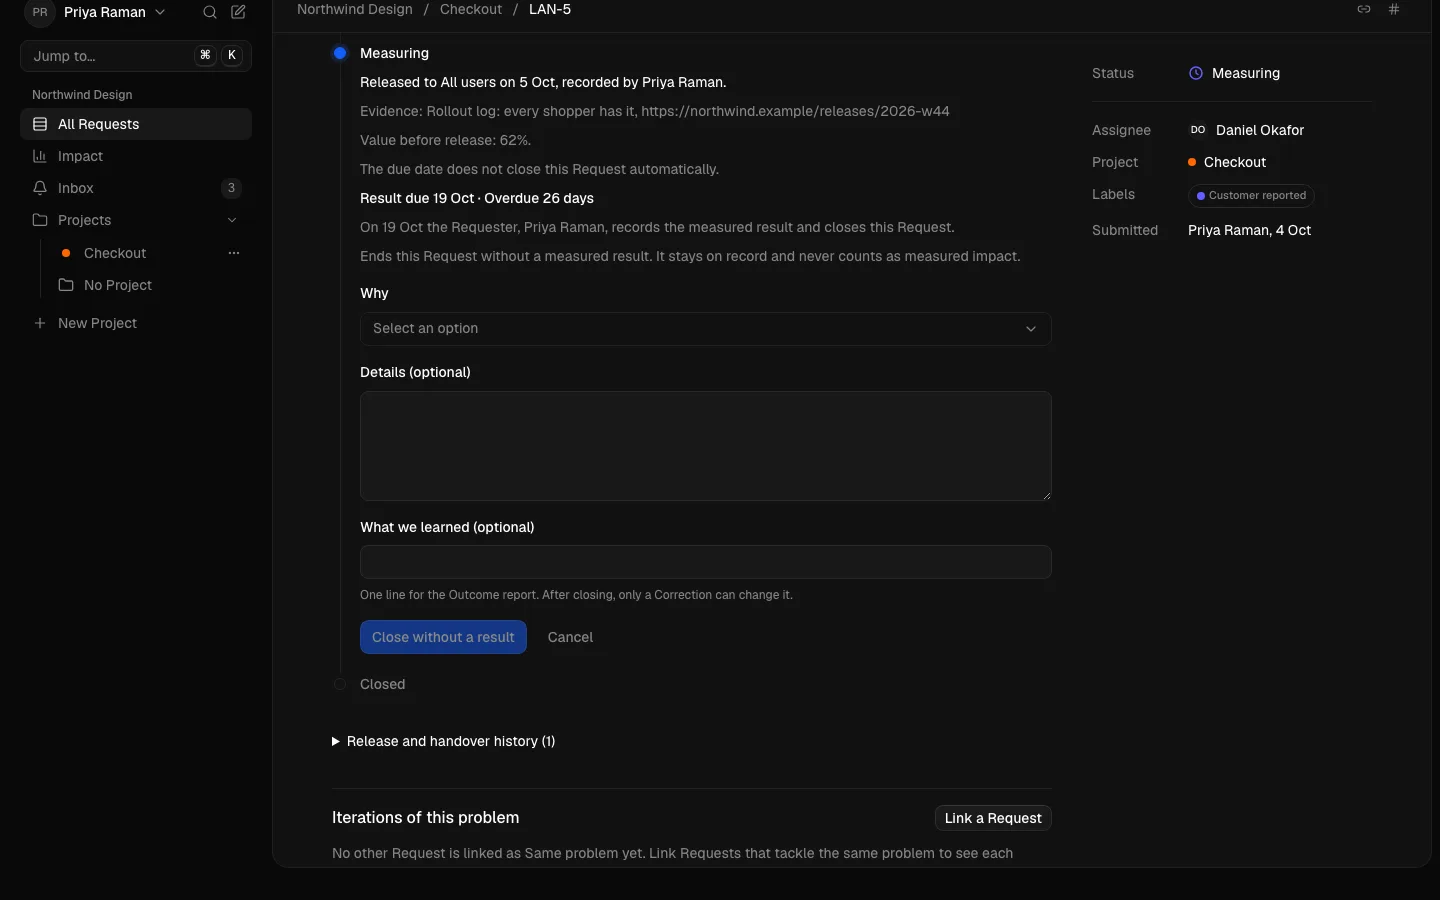 PR Priya Raman
Jump to... ⌘ K
Northwind Design
All Requests
Impact
Inbox 3
Projects
Checkout
No Project
New Project
Northwind Design / Checkout / LAN-5
Measuring
Released to All users on 5 Oct, recorded by Priya Raman.
Evidence: Rollout log: every shopper has it, https://northwind.example/releases/2026-w44
Value before release: 62%.
The due date does not close this Request automatically.
Result due 19 Oct · Overdue 26 days
On 19 Oct the Requester, Priya Raman, records the measured result and closes this Request.
Ends this Request without a measured result. It stays on record and never counts as measured impact.
Why
Select an option
Details (optional)
What we learned (optional)
One line for the Outcome report. After closing, only a Correction can change it.
Close without a result Cancel
Closed
Release and handover history (1)
Iterations of this problem
Link a Request
No other Request is linked as Same problem yet. Link Requests that tackle the same problem to see each
Status Measuring
Assignee DO Daniel Okafor
Project Checkout
Labels Customer reported
Submitted Priya Raman, 4 Oct